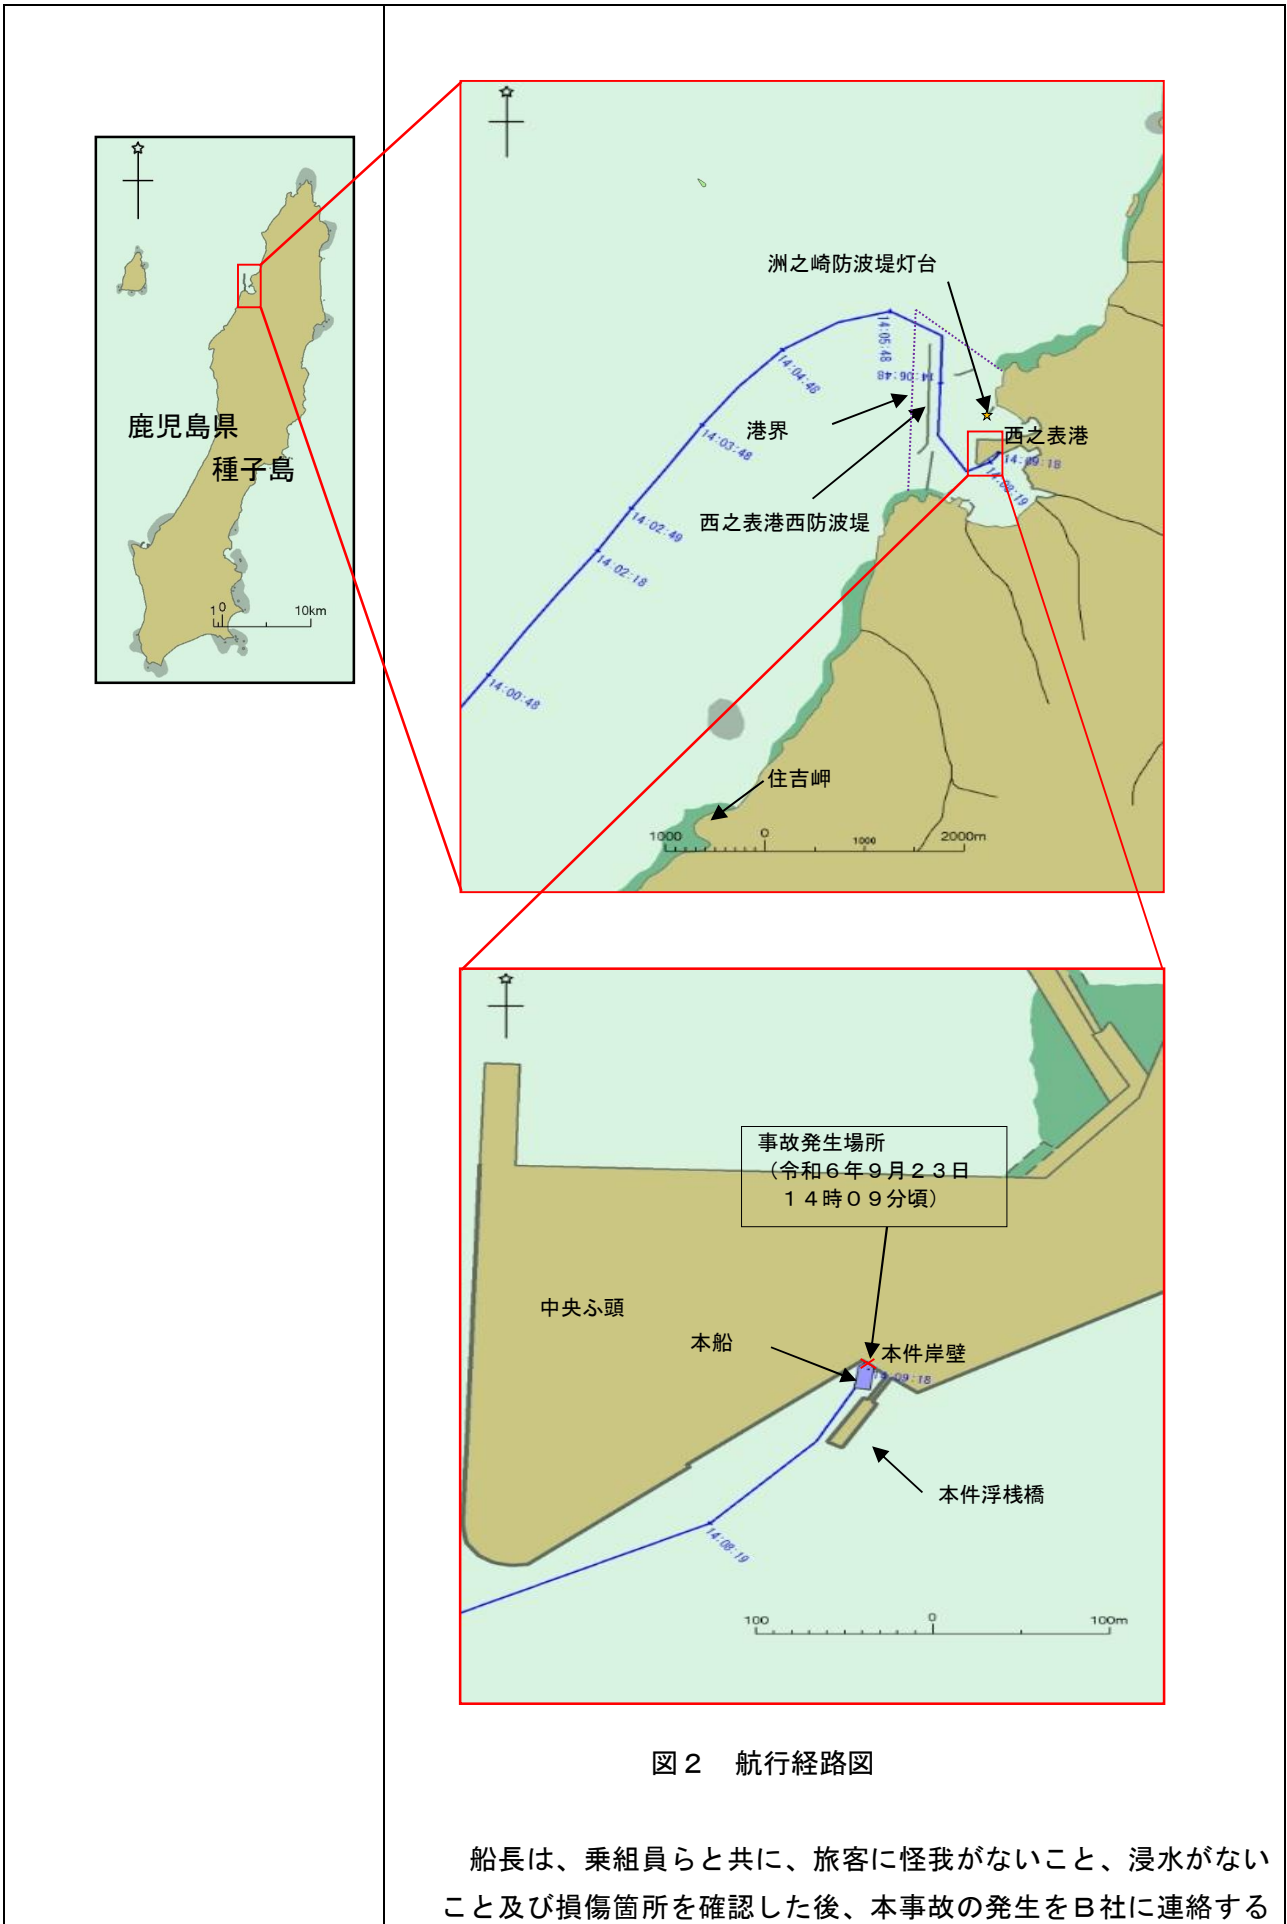 鹿児島県
種子島
1 0
10km
洲之崎防波堤灯台
14:05:48
14:06:48
14:04:48
港界
西之表港
14:03:48
14:09:18
14:08:19
西之表港西防波堤
14:02:49
14:02:18
14:00:48
住吉岬
1000
0
1000
2000m
事故発生場所
（令和６年９月２３日
１４時０９分頃）
中央ふ頭
本船
本件岸壁
14:09:18
本件浮桟橋
14:08:19
100
0
100m
図２　航行経路図
船長は、乗組員らと共に、旅客に怪我がないこと、浸水がない
こと及び損傷箇所を確認した後、本事故の発生をＢ社に連絡する